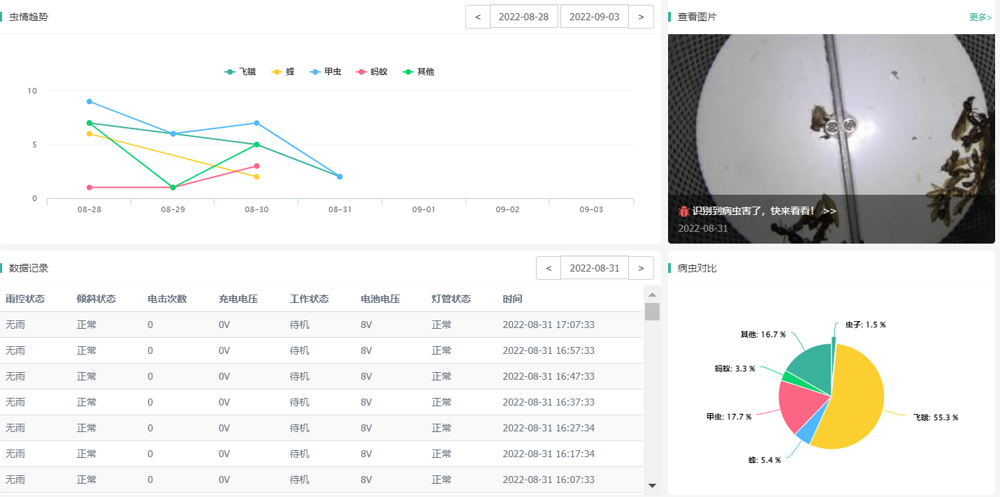 虫情趋势
< 2022-08-28 2022-09-03 >
飞蛾 蜂 甲虫 蚂蚁 其他
10
5
0
08-28 08-29 08-30 08-31 09-01 09-02 09-03
查看图片 更多>
识别到病虫害了，快来看看！ >>
2022-08-31
数据记录
< 2022-08-31 >
雨控状态 倾斜状态 电击次数 充电电压 工作状态 电池电压 灯管状态 时间
无雨 正常 0 0V 待机 8V 正常 2022-08-31 17:07:33
无雨 正常 0 0V 待机 8V 正常 2022-08-31 16:57:33
无雨 正常 0 0V 待机 8V 正常 2022-08-31 16:47:33
无雨 正常 0 0V 待机 8V 正常 2022-08-31 16:37:33
无雨 正常 0 0V 待机 8V 正常 2022-08-31 16:27:34
无雨 正常 0 0V 待机 8V 正常 2022-08-31 16:17:34
无雨 正常 0 0V 待机 8V 正常 2022-08-31 16:07:33
病虫对比
虫子: 1.5 %
其他: 16.7 %
蚂蚁: 3.3 %
甲虫: 17.7 %
飞蛾: 55.3 %
蜂: 5.4 %